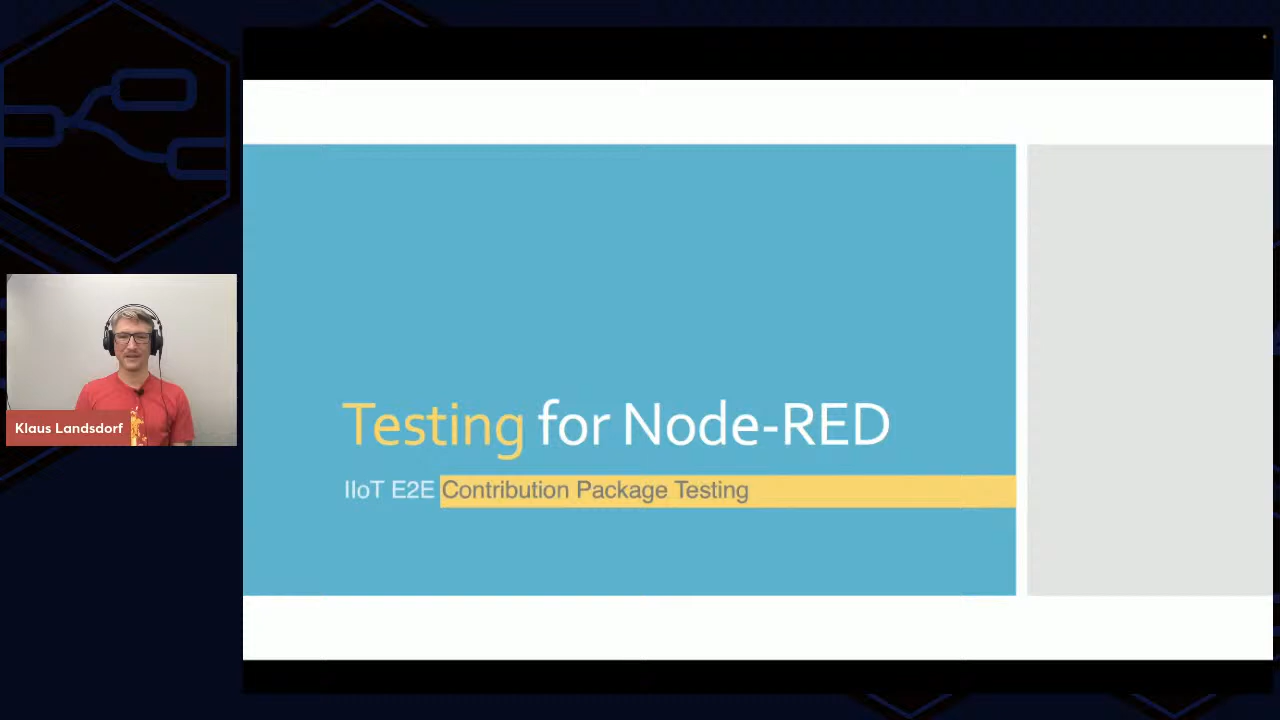 Testing for Node-RED
IIoT E2E Contribution Package Testing
Klaus Landsdorf